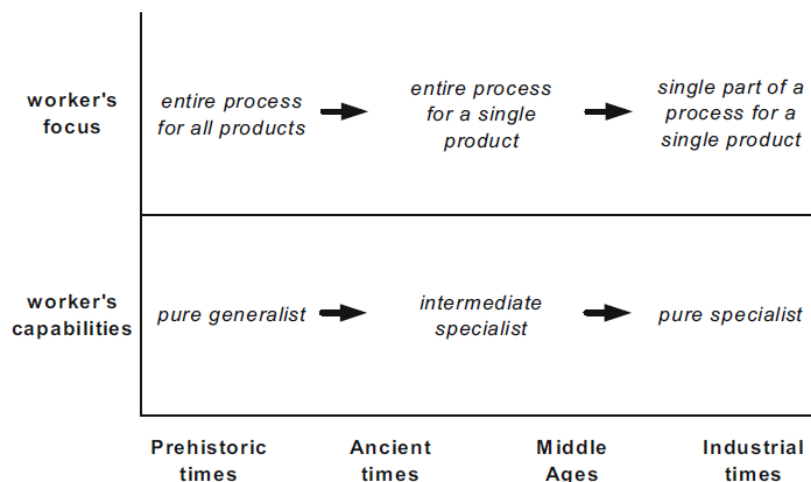 worker's
focus
entire process
for all products
entire process
for a single
product
single part of a
process for a
single product
worker's
capabilities
pure generalist
intermediate
specialist
pure specialist
Prehistoric
times
Ancient
times
Middle
Ages
Industrial
times